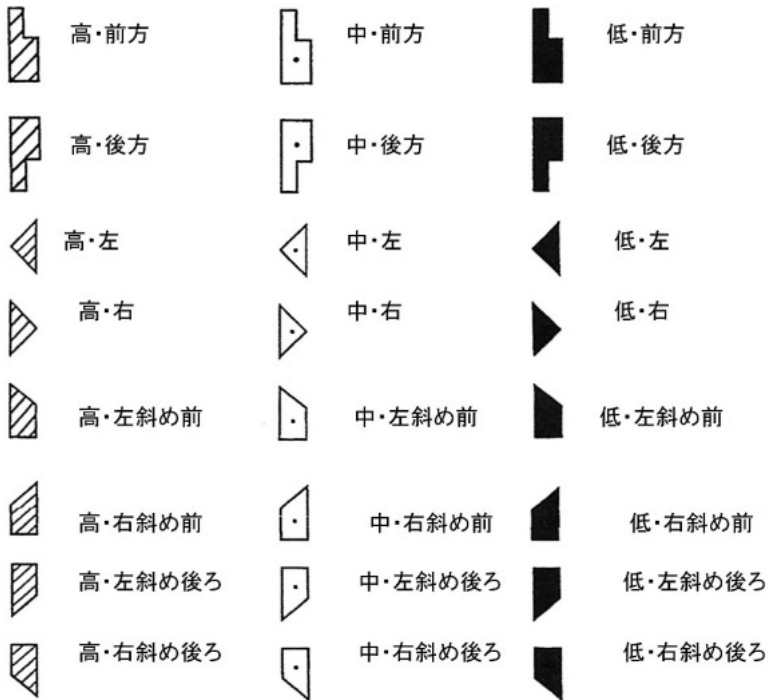 高・前方 中・前方 低・前方
高・後方 中・後方 低・後方
高・左 中・左 低・左
高・右 中・右 低・右
高・左斜め前 中・左斜め前 低・左斜め前
高・右斜め前 中・右斜め前 低・右斜め前
高・左斜め後ろ 中・左斜め後ろ 低・左斜め後ろ
高・右斜め後ろ 中・右斜め後ろ 低・右斜め後ろ